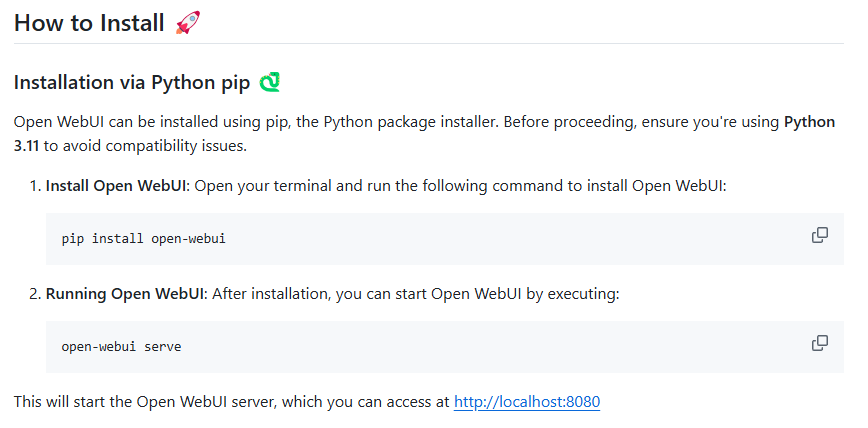 How to Install 🚀
Installation via Python pip 🐍
Open WebUI can be installed using pip, the Python package installer. Before proceeding, ensure you're using Python
3.11 to avoid compatibility issues.
1. Install Open WebUI: Open your terminal and run the following command to install Open WebUI:
pip install open-webui
2. Running Open WebUI: After installation, you can start Open WebUI by executing:
open-webui serve
This will start the Open WebUI server, which you can access at http://localhost:8080